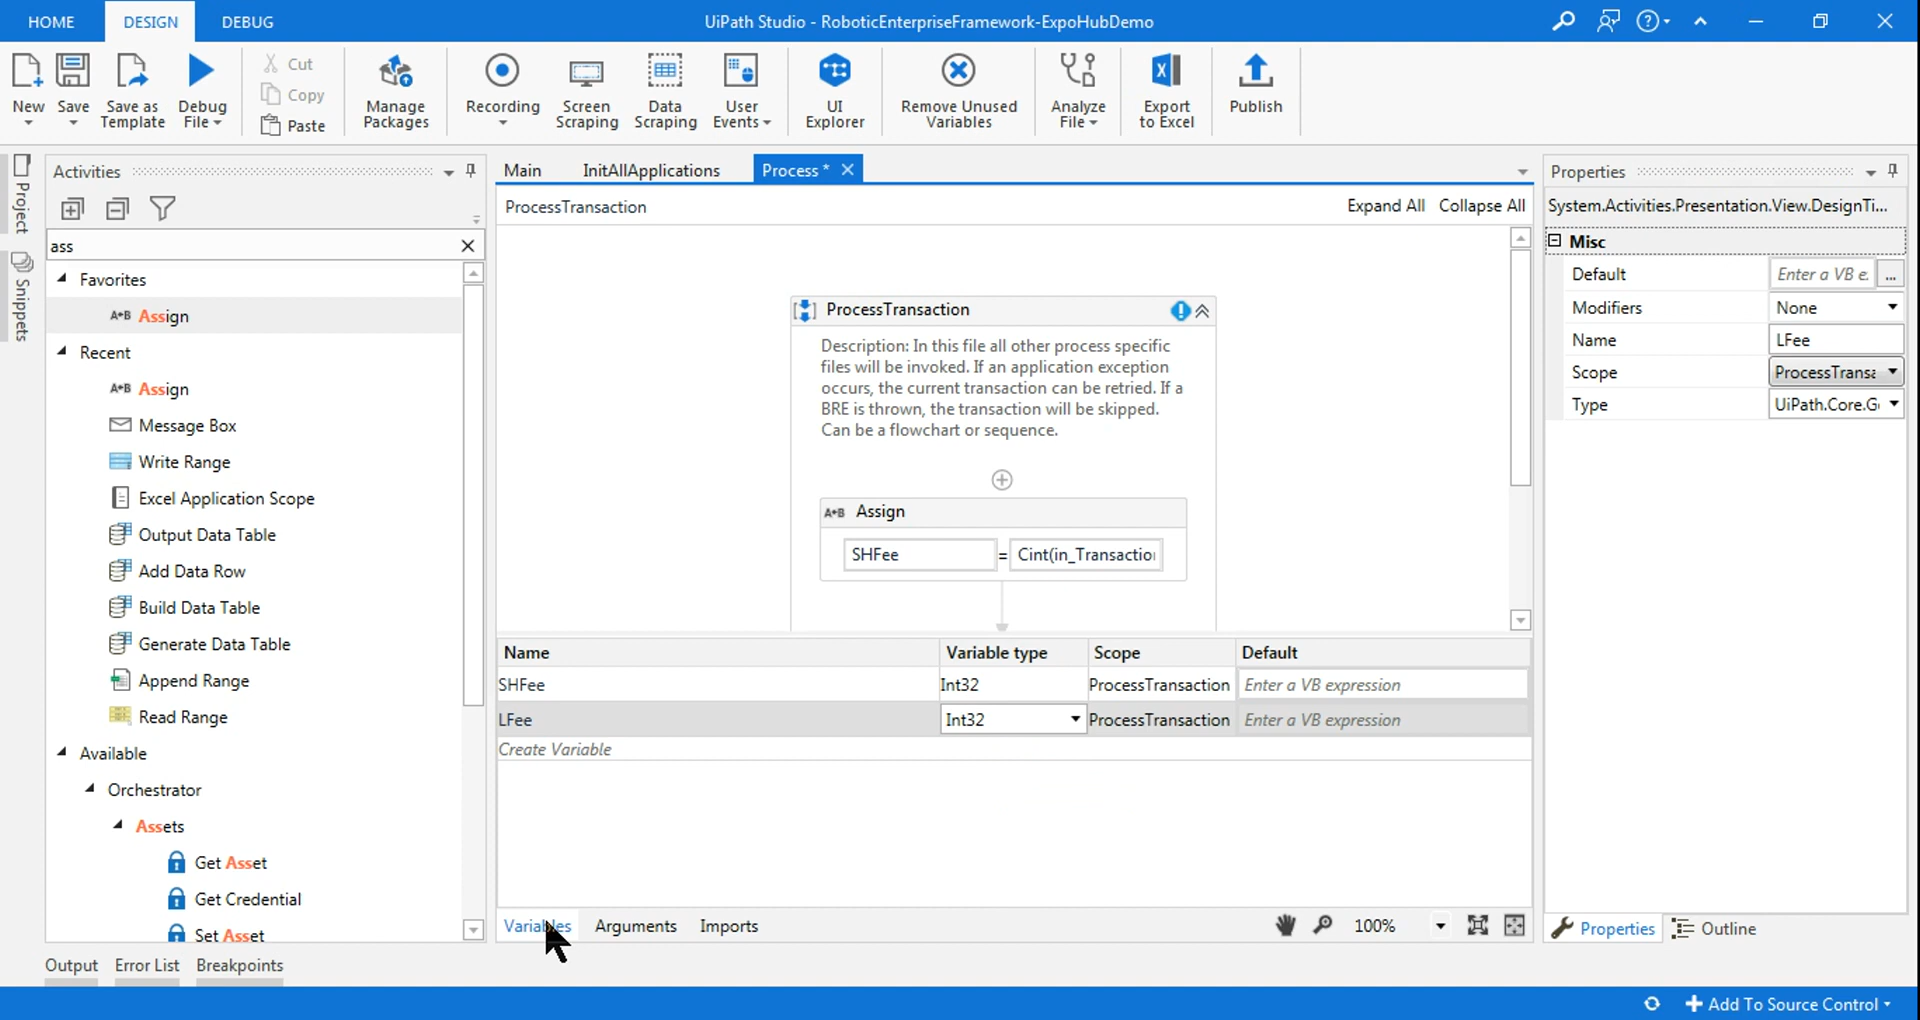 HOME DESIGN DEBUG UiPath Studio - RoboticEnterpriseFramework-ExpoHubDemo
New Save Save as Template Debug File
Cut
Copy
Paste
Manage Packages
Recording Screen Scraping Data Scraping User Events
UI Explorer
Remove Unused Variables
Analyze File
Export to Excel
Publish
Project
Snippets
Activities
ass
Favorites
A+B Assign
Recent
A+B Assign
Message Box
Write Range
Excel Application Scope
Output Data Table
Add Data Row
Build Data Table
Generate Data Table
Append Range
Read Range
Available
Orchestrator
Assets
Get Asset
Get Credential
Set Asset
Main InitAllApplications Process *
ProcessTransaction Expand All Collapse All
ProcessTransaction
Description: In this file all other process specific
files will be invoked. If an application exception
occurs, the current transaction can be retried. If a
BRE is thrown, the transaction will be skipped.
Can be a flowchart or sequence.
A+B Assign
SHFee = Cint(in_Transactio
Name Variable type Scope Default
SHFee Int32 ProcessTransaction Enter a VB expression
LFee Int32 ProcessTransaction Enter a VB expression
Create Variable
Variables Arguments Imports 100%
Properties
System.Activities.Presentation.View.DesignTi...
Misc
Default Enter a VB e. ...
Modifiers None
Name LFee
Scope ProcessTransa
Type UiPath.Core.G
Properties Outline
Output Error List Breakpoints
Add To Source Control